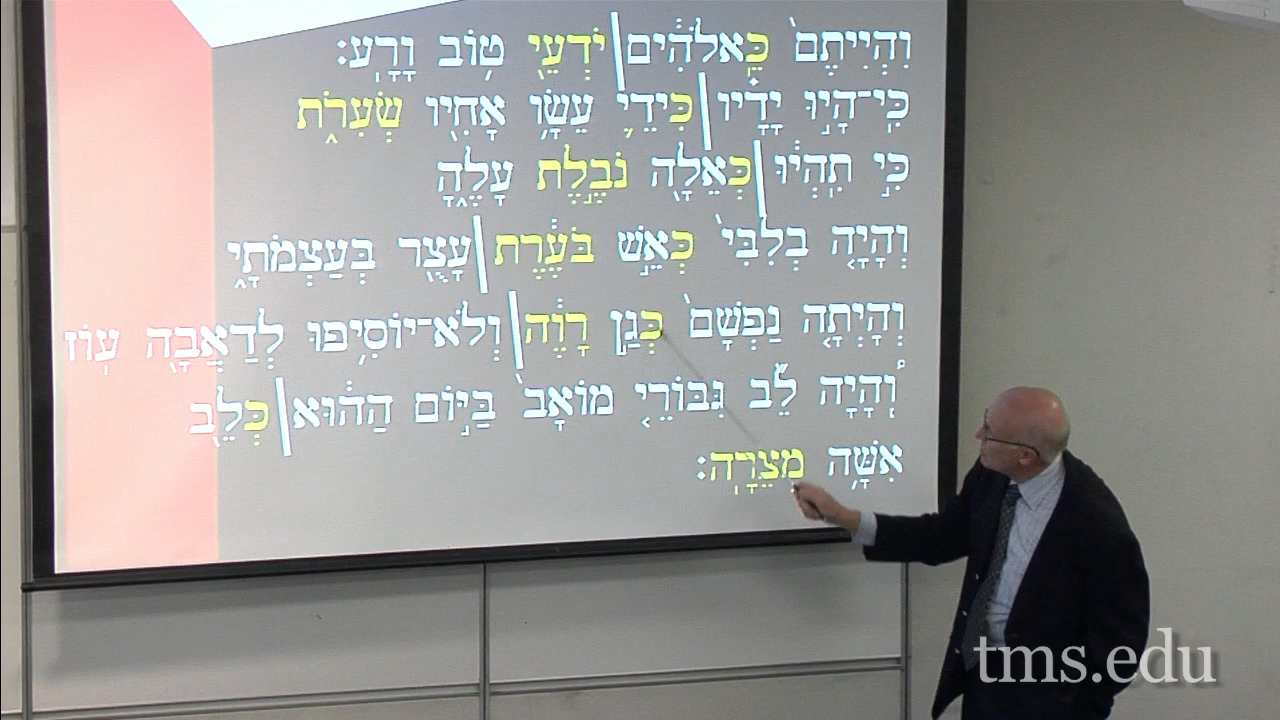 וִהְיִיתֶם֙ כֵּֽאלֹהִ֔ים יֹדְעֵ֖י ט֥וֹב וָרָֽע׃
כִּֽי־הָי֣וּ יָדָ֗יו כִּידֵ֛י עֵשָׂ֥ו אָחִ֖יו שְׂעִרֹ֑ת
כִּ֣י תִֽהְי֔וּ כְּאֵלָ֖ה נֹבֶ֣לֶת עָלֶ֑הָ
וְהָיָ֤ה בְלִבִּי֙ כְּאֵ֣שׁ בֹּעֶ֔רֶת עָצֻ֖ר בְּעַצְמֹתָ֑י
וְהָיְתָ֤ה נַפְשָׁם֙ כְּגַ֣ן רָוֶ֔ה וְלֹא־יוֹסִ֥יפוּ לְדַאֲבָ֖ה עֽוֹז
וְֽ֠הָיָה לֵ֣ב גִּבּוֹרֵ֤י מוֹאָב֙ בַּיּ֣וֹם הַה֔וּא כְּלֵ֖ב
אִשָּׁ֥ה מְצֵרָֽה׃
tms.edu